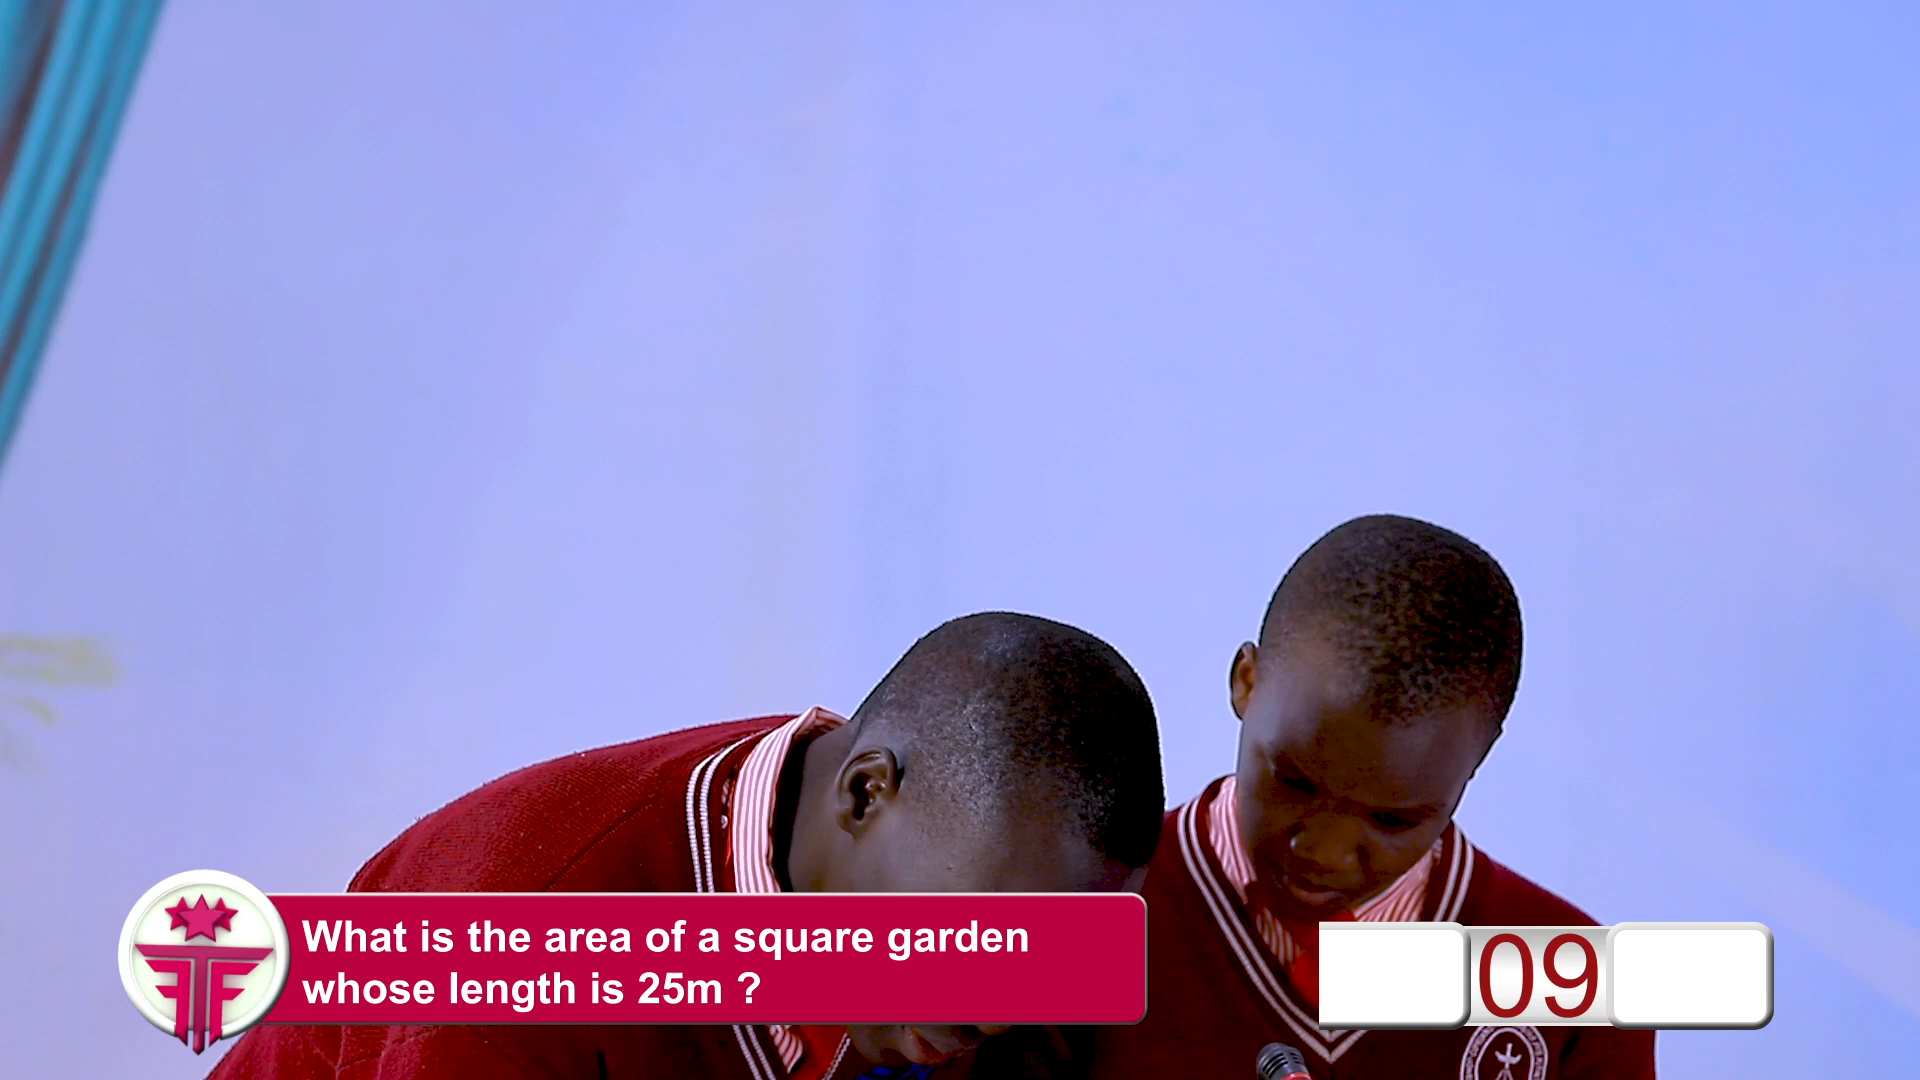 What is the area of a square garden
whose length is 25m ?
09